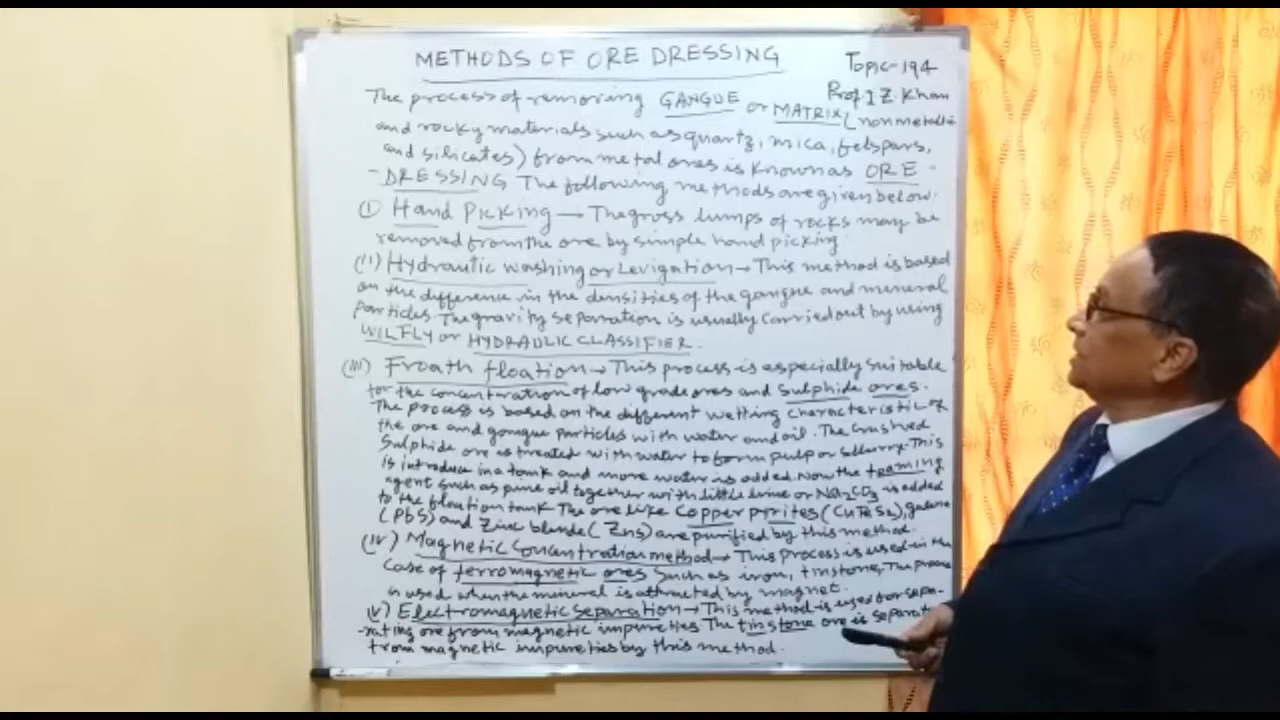 METHODS OF ORE DRESSING
Topic-194
Prof I Z. Khan
The process of removing GANGUE or MATRIX (nonmetallic
and rocky materials such as quartz, mica, felspars,
and silicates) from metal ores is known as ORE-
-DRESSING The following methods are given below.
(i) Hand Picking → The gross lumps of rocks may be
removed from the ore by simple hand picking
(ii) Hydraulic washing or Levigation → This method is based
on the difference in the densities of the gangue and mineral
particles. The gravity separation is usually carried out by using
WILFLY or HYDRAULIC CLASSIFIER.
(iii) Froath floation → This process is especially suitable
for the concentration of low grade ores and sulphide ores.
The process is based on the different wetting characteristic of
the ore and gangue particles with water and oil. The crushed
sulphide ore is treated with water to form pulp or slurry. This
is introduce in a tank and more water is added. Now the foaming
agent such as pine oil together with little lime or Na2CO3 is added
to the floation tank The ore like Copper pirites (CuFeS2), galena
(PbS) and Zinc blende (ZnS) are purified by this method.
(iv) Magnetic Concentration method → This process is used in the
case of ferromagnetic ores such as iron, tinstone, The process
is used when the mineral is attracted by magnet.
(v) Electromagnetic separation → This method is used for sepa-
-rating ore from magnetic impurities The tinstone ore is separated
from magnetic impurities by this method.